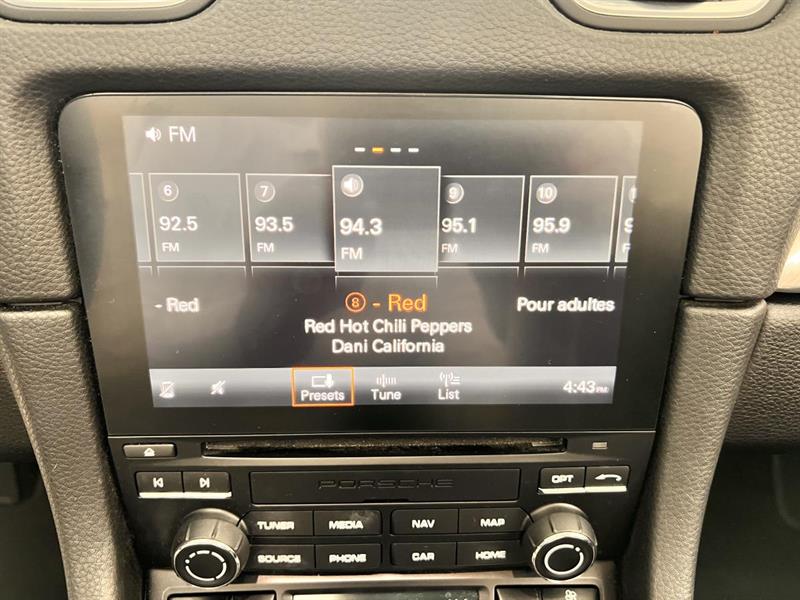 FM
6 7 9 10
92.5 93.5 94.3 95.1 95.9
FM FM FM FM FM
- Red 8 - Red Pour adultes
Red Hot Chili Peppers
Dani California
Presets Tune List 4:43 PM
OPT
PORSCHE
TUNER MEDIA NAV MAP
SOURCE PHONE CAR HOME